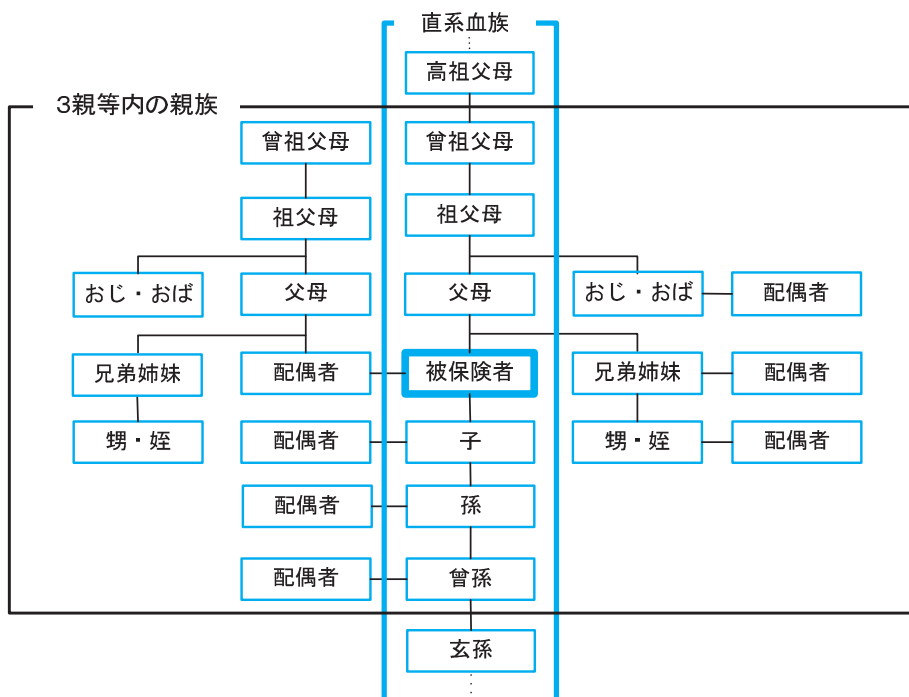 直系血族
高祖父母
3親等内の親族
曾祖父母 曾祖父母
祖父母 祖父母
おじ・おば 父母 父母 おじ・おば 配偶者
兄弟姉妹 配偶者 被保険者 兄弟姉妹 配偶者
甥・姪 配偶者 子 甥・姪 配偶者
配偶者 孫
配偶者 曾孫
玄孫